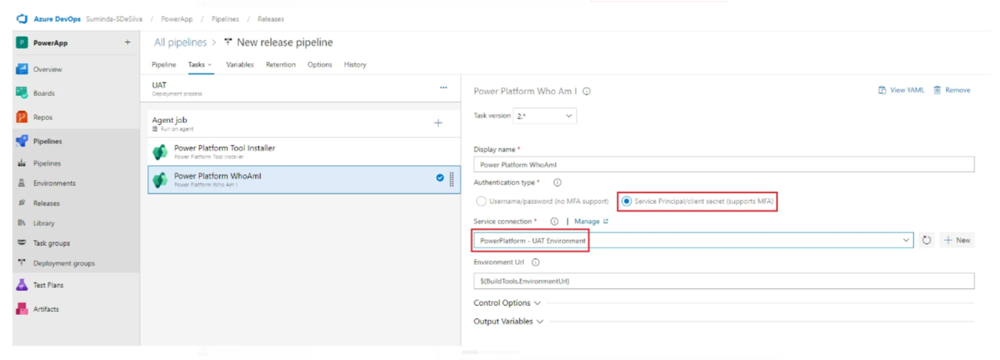 Azure DevOps Suminda-SDeSilva / PowerApp / Pipelines / Releases
P PowerApp +
All pipelines > New release pipeline
Pipeline Tasks Variables Retention Options History
Overview
Boards
Repos
Pipelines
Pipelines
Environments
Releases
Library
Task groups
Deployment groups
Test Plans
Artifacts
UAT ...
Deployment process
Agent job +
Run on agent
Power Platform Tool Installer
Power Platform Tool Installer
Power Platform WhoAmI
Power Platform Who Am I
Power Platform Who Am I View YAML Remove
Task version 2.*
Display name *
Power Platform WhoAmI
Authentication type *
Username/password (no MFA support) Service Principal/client secret (supports MFA)
Service connection * | Manage
PowerPlatform - UAT Environment + New
Environment Url
$(BuildTools.EnvironmentUrl)
Control Options
Output Variables